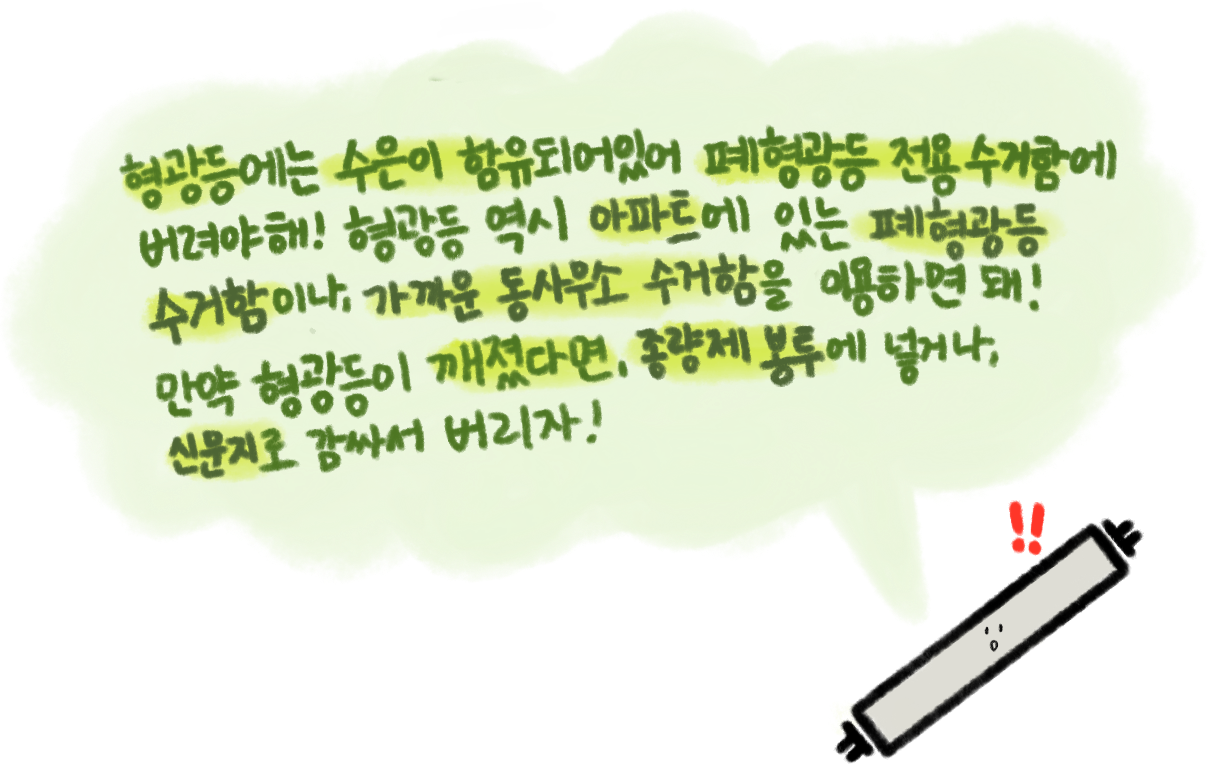 형광등에는 수은이 함유되어있어 폐형광등 전용 수거함에
버려야해! 형광등 역시 아파트에 있는 폐형광등
수거함이나, 가까운 동사무소 수거함을 이용하면 돼!
만약 형광등이 깨졌다면, 종량제 봉투에 넣거나,
신문지로 감싸서 버리자!
!!